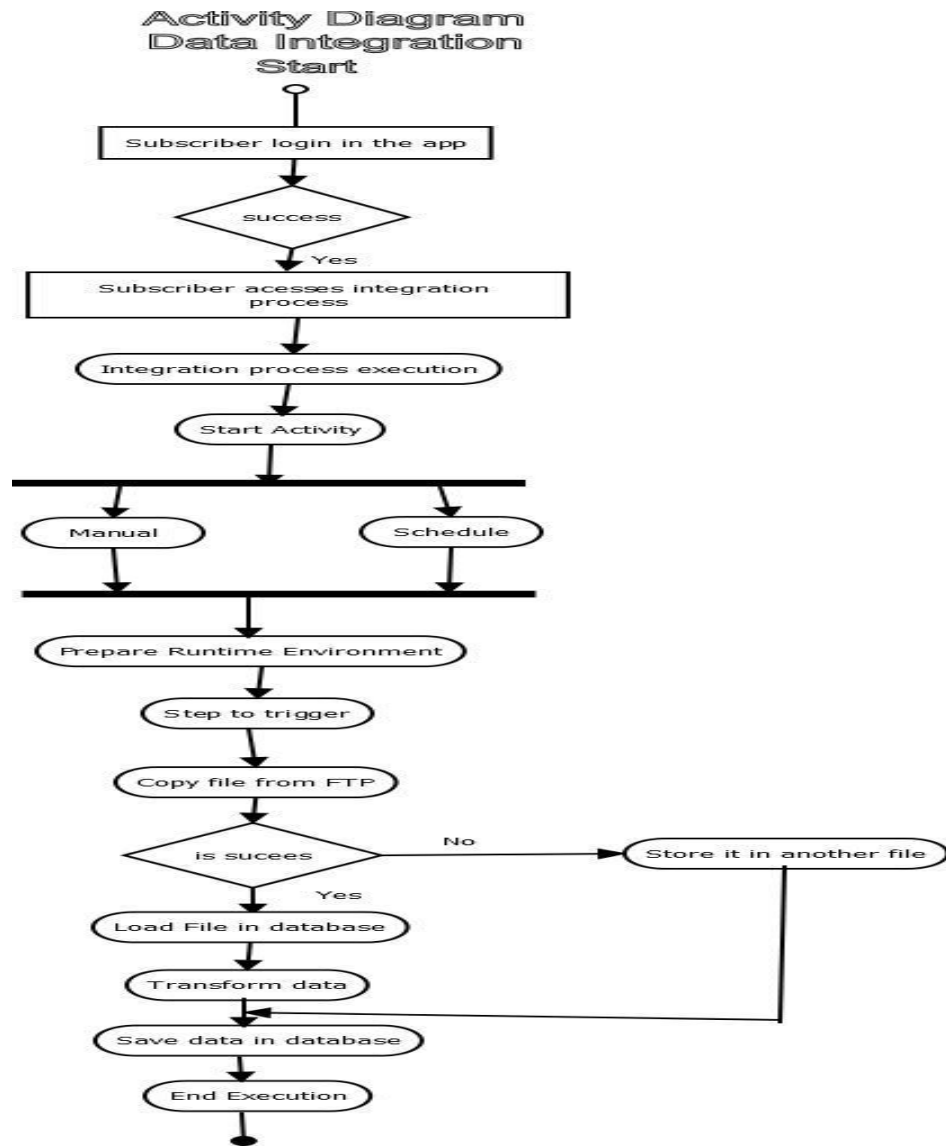 Activity Diagram
Data Integration
Start
Subscriber login in the app
success
Yes
Subscriber acesses integration
process
Integration process execution
Start Activity
Manual
Schedule
Prepare Runtime Environment
Step to trigger
Copy file from FTP
is sucees
No
Store it in another file
Yes
Load File in database
Transform data
Save data in database
End Execution